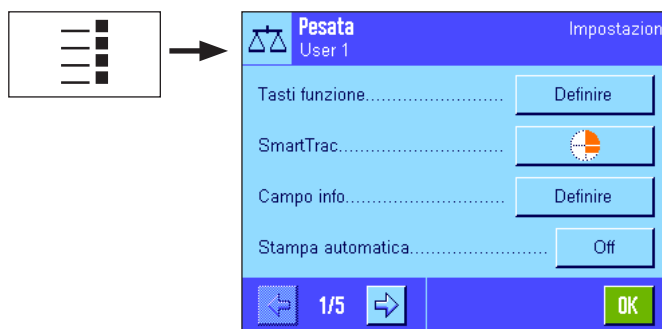 Pesata
Impostazion
User 1
Tasti funzione.......................... Definire
SmartTrac...............................
Campo info.............................. Definire
Stampa automatica...................... Off
1/5
OK